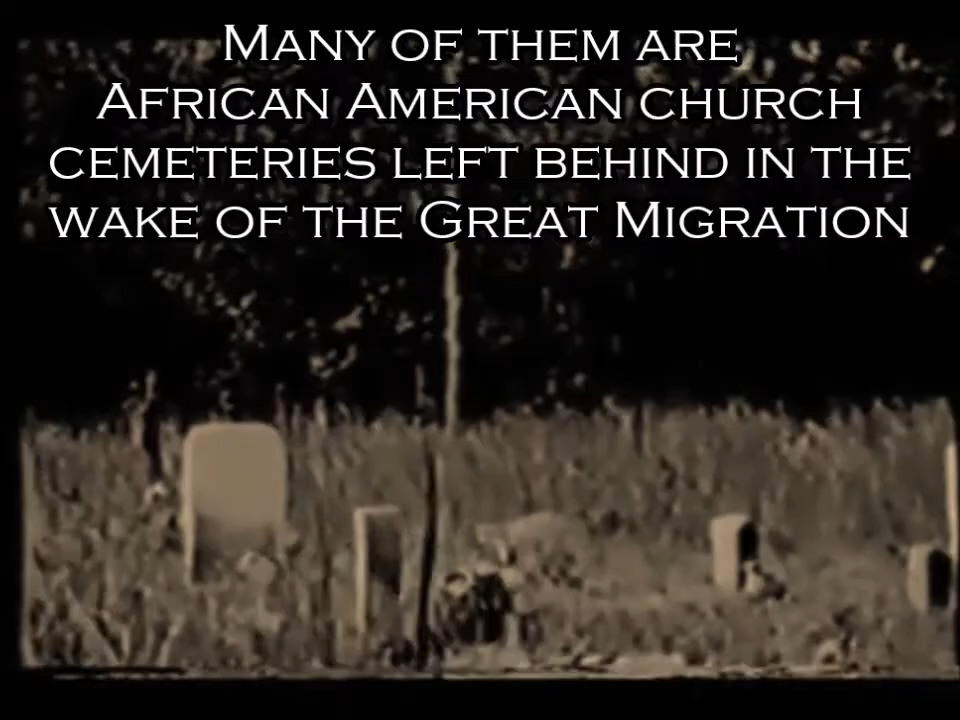 Many of them are
African American church
cemeteries left behind in the
wake of the Great Migration